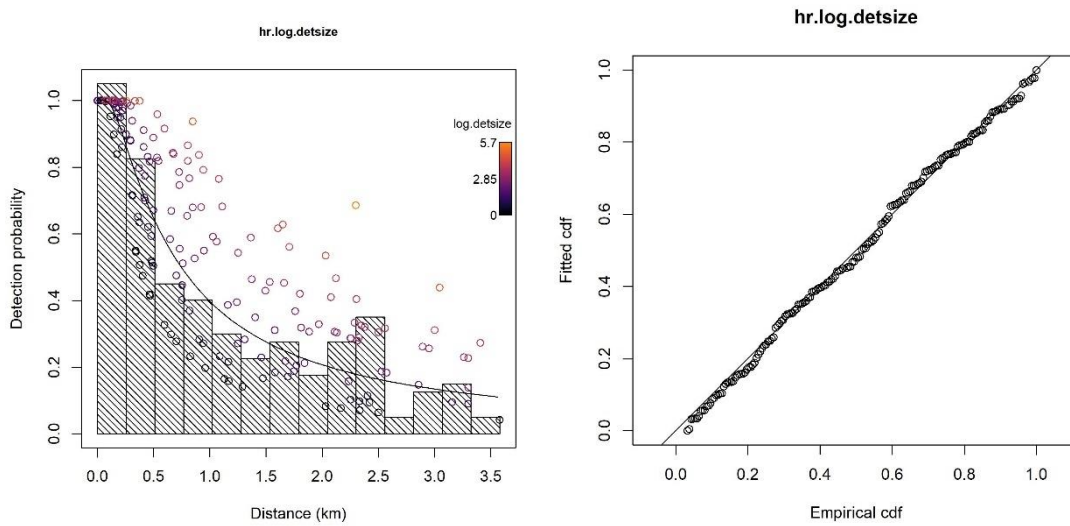 hr.log.detsize
Detection probability
1.0
0.8
0.6
0.4
0.2
0.0
log.detsize
5.7
2.85
0
0.0 0.5 1.0 1.5 2.0 2.5 3.0 3.5
Distance (km)
hr.log.detsize
Fitted cdf
1.0
0.8
0.6
0.4
0.2
0.0
0.0 0.2 0.4 0.6 0.8 1.0
Empirical cdf